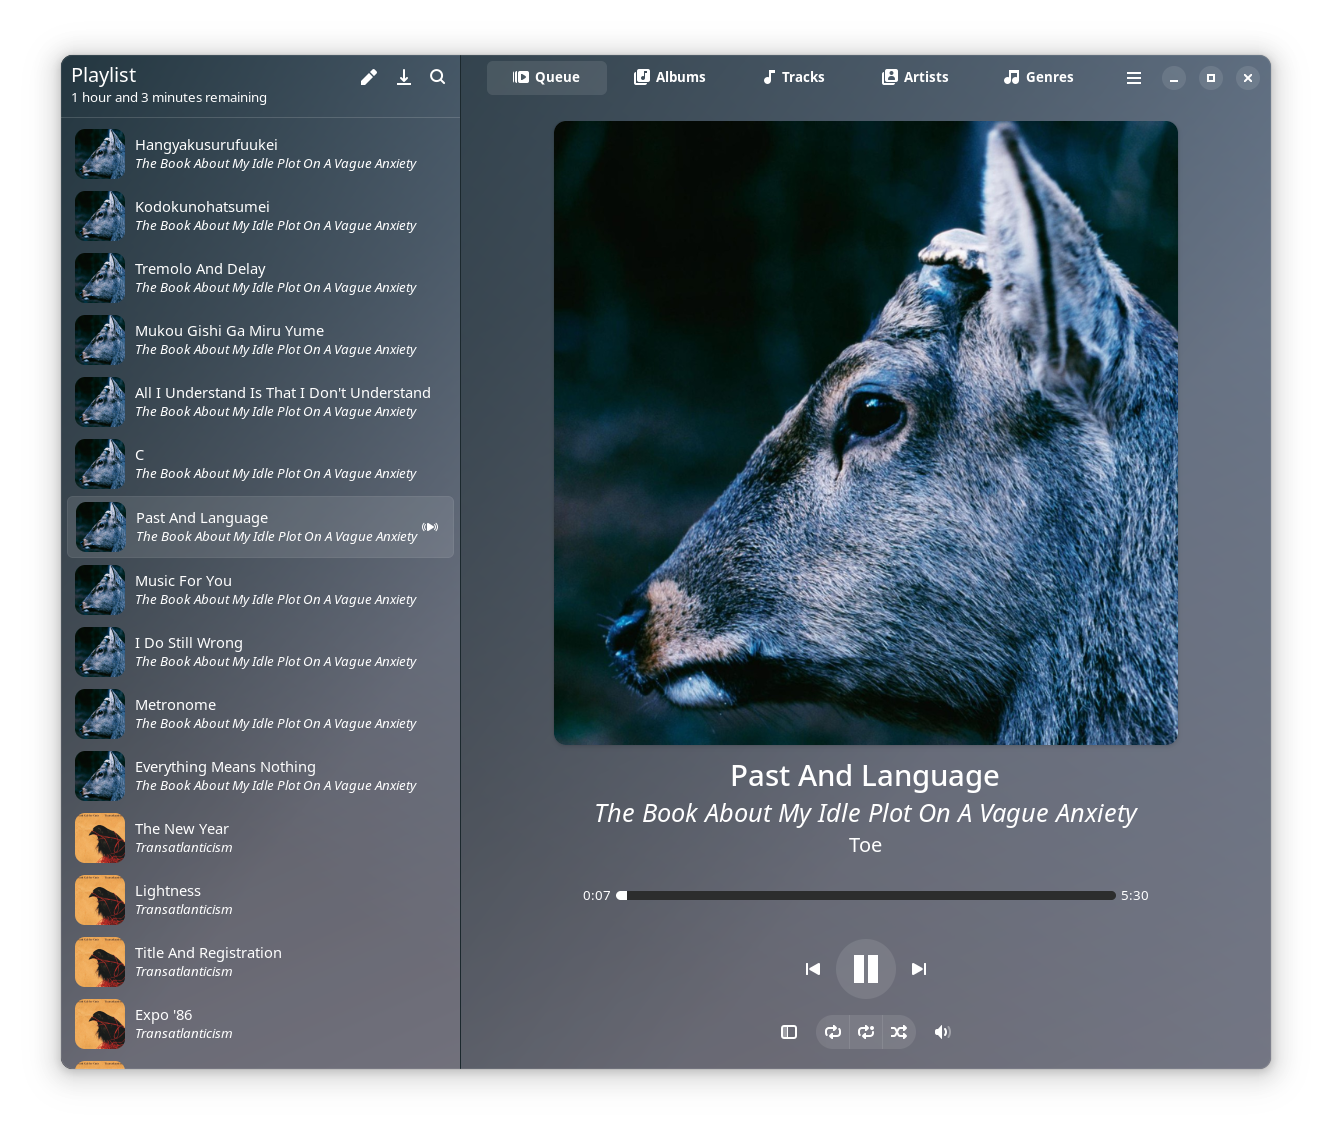 Playlist
1 hour and 3 minutes remaining
Queue
Albums
Tracks
Artists
Genres
Hangyakusurufuukei
The Book About My Idle Plot On A Vague Anxiety
Kodokunohatsumei
The Book About My Idle Plot On A Vague Anxiety
Tremolo And Delay
The Book About My Idle Plot On A Vague Anxiety
Mukou Gishi Ga Miru Yume
The Book About My Idle Plot On A Vague Anxiety
All I Understand Is That I Don't Understand
The Book About My Idle Plot On A Vague Anxiety
C
The Book About My Idle Plot On A Vague Anxiety
Past And Language
The Book About My Idle Plot On A Vague Anxiety
Music For You
The Book About My Idle Plot On A Vague Anxiety
I Do Still Wrong
The Book About My Idle Plot On A Vague Anxiety
Metronome
The Book About My Idle Plot On A Vague Anxiety
Everything Means Nothing
The Book About My Idle Plot On A Vague Anxiety
The New Year
Transatlanticism
Lightness
Transatlanticism
Title And Registration
Transatlanticism
Expo '86
Transatlanticism
Past And Language
The Book About My Idle Plot On A Vague Anxiety
Toe
0:07
5:30